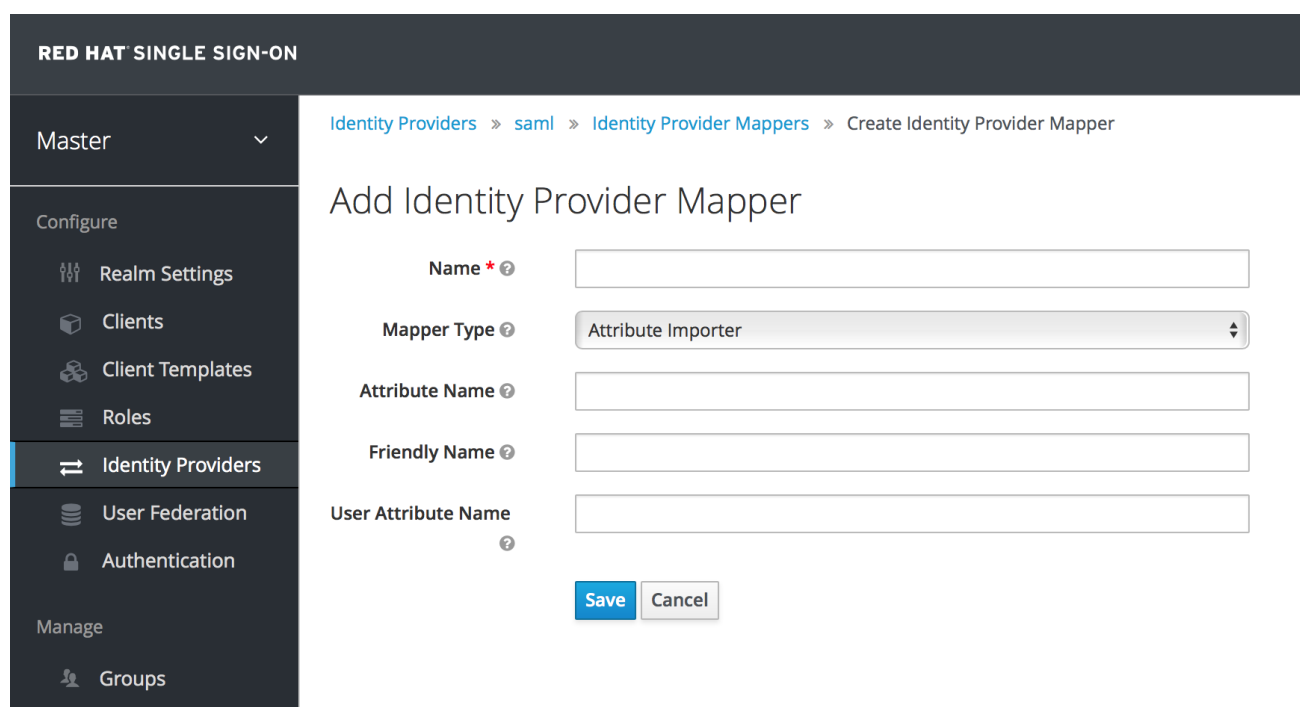 RED HAT SINGLE SIGN-ON
Master
Configure
Realm Settings
Clients
Client Templates
Roles
Identity Providers
User Federation
Authentication
Manage
Groups
Identity Providers » saml » Identity Provider Mappers » Create Identity Provider Mapper
Add Identity Provider Mapper
Name *
Mapper Type
Attribute Importer
Attribute Name
Friendly Name
User Attribute Name
Save Cancel